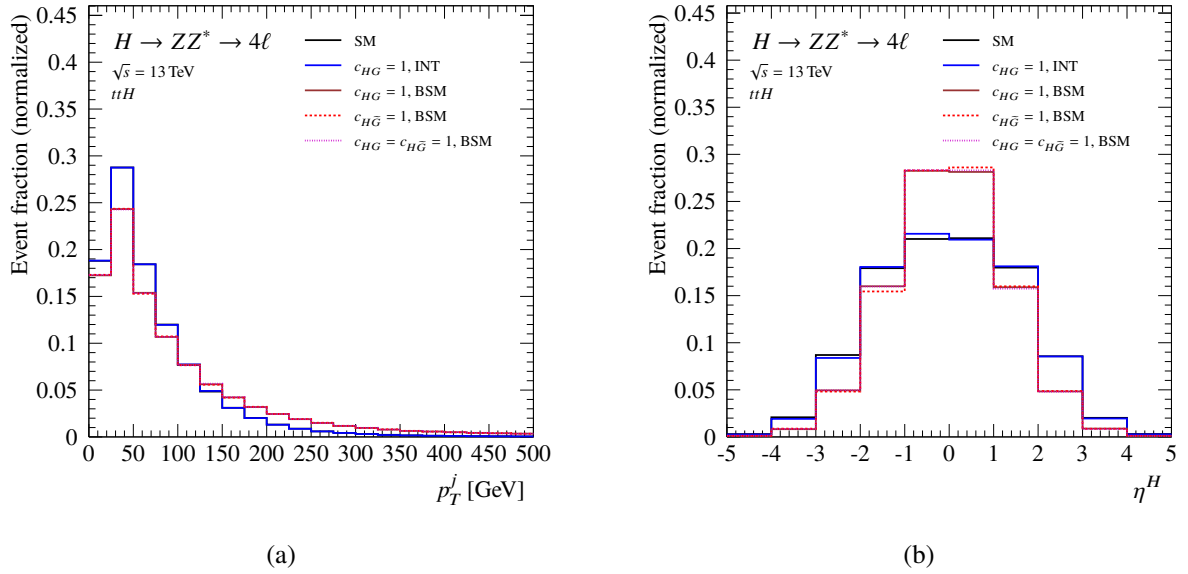 Event fraction (normalized)
0.45
0.4
0.35
0.3
0.25
0.2
0.15
0.1
0.05
0
H → ZZ* → 4ℓ
√s = 13 TeV
ttH
SM
c_HG = 1, INT
c_HG = 1, BSM
c_HG̃ = 1, BSM
c_HG = c_HG̃ = 1, BSM
0 50 100 150 200 250 300 350 400 450 500
p_T^j [GeV]
(a)
Event fraction (normalized)
0.45
0.4
0.35
0.3
0.25
0.2
0.15
0.1
0.05
0
H → ZZ* → 4ℓ
√s = 13 TeV
ttH
SM
c_HG = 1, INT
c_HG = 1, BSM
c_HG̃ = 1, BSM
c_HG = c_HG̃ = 1, BSM
-5 -4 -3 -2 -1 0 1 2 3 4 5
η^H
(b)